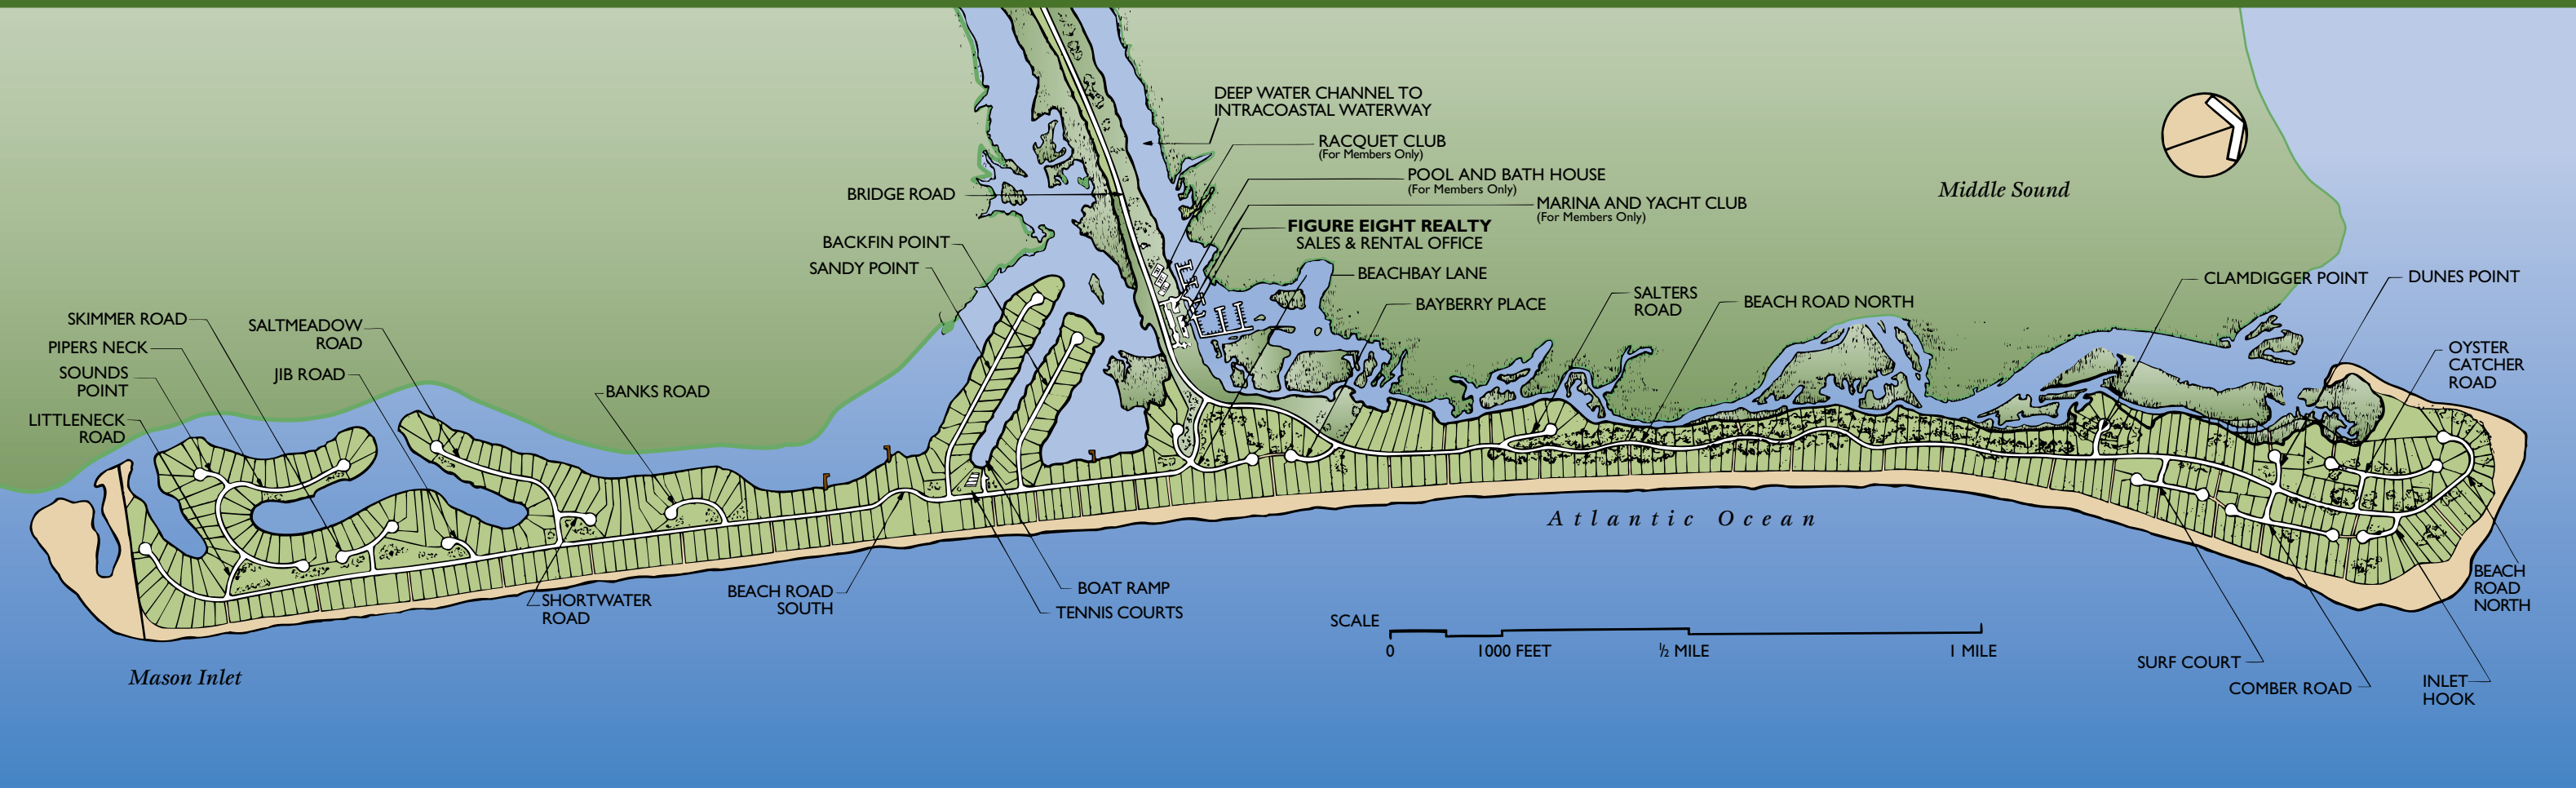 DEEP WATER CHANNEL TO
INTRACOASTAL WATERWAY
RACQUET CLUB
(For Members Only)
POOL AND BATH HOUSE
(For Members Only)
MARINA AND YACHT CLUB
(For Members Only)
FIGURE EIGHT REALTY
SALES & RENTAL OFFICE
BRIDGE ROAD
BACKFIN POINT
SANDY POINT
BEACHBAY LANE
BAYBERRY PLACE
SALTERS
ROAD
BEACH ROAD NORTH
Middle Sound
CLAMDIGGER POINT
DUNES POINT
OYSTER
CATCHER
ROAD
SKIMMER ROAD
PIPERS NECK
SOUNDS
POINT
LITTLENECK
ROAD
SALTMEADOW
ROAD
JIB ROAD
BANKS ROAD
Atlantic Ocean
SHORTWATER
ROAD
BEACH ROAD
SOUTH
BOAT RAMP
TENNIS COURTS
SCALE
0
1000 FEET
½ MILE
1 MILE
BEACH
ROAD
NORTH
SURF COURT
COMBER ROAD
INLET
HOOK
Mason Inlet